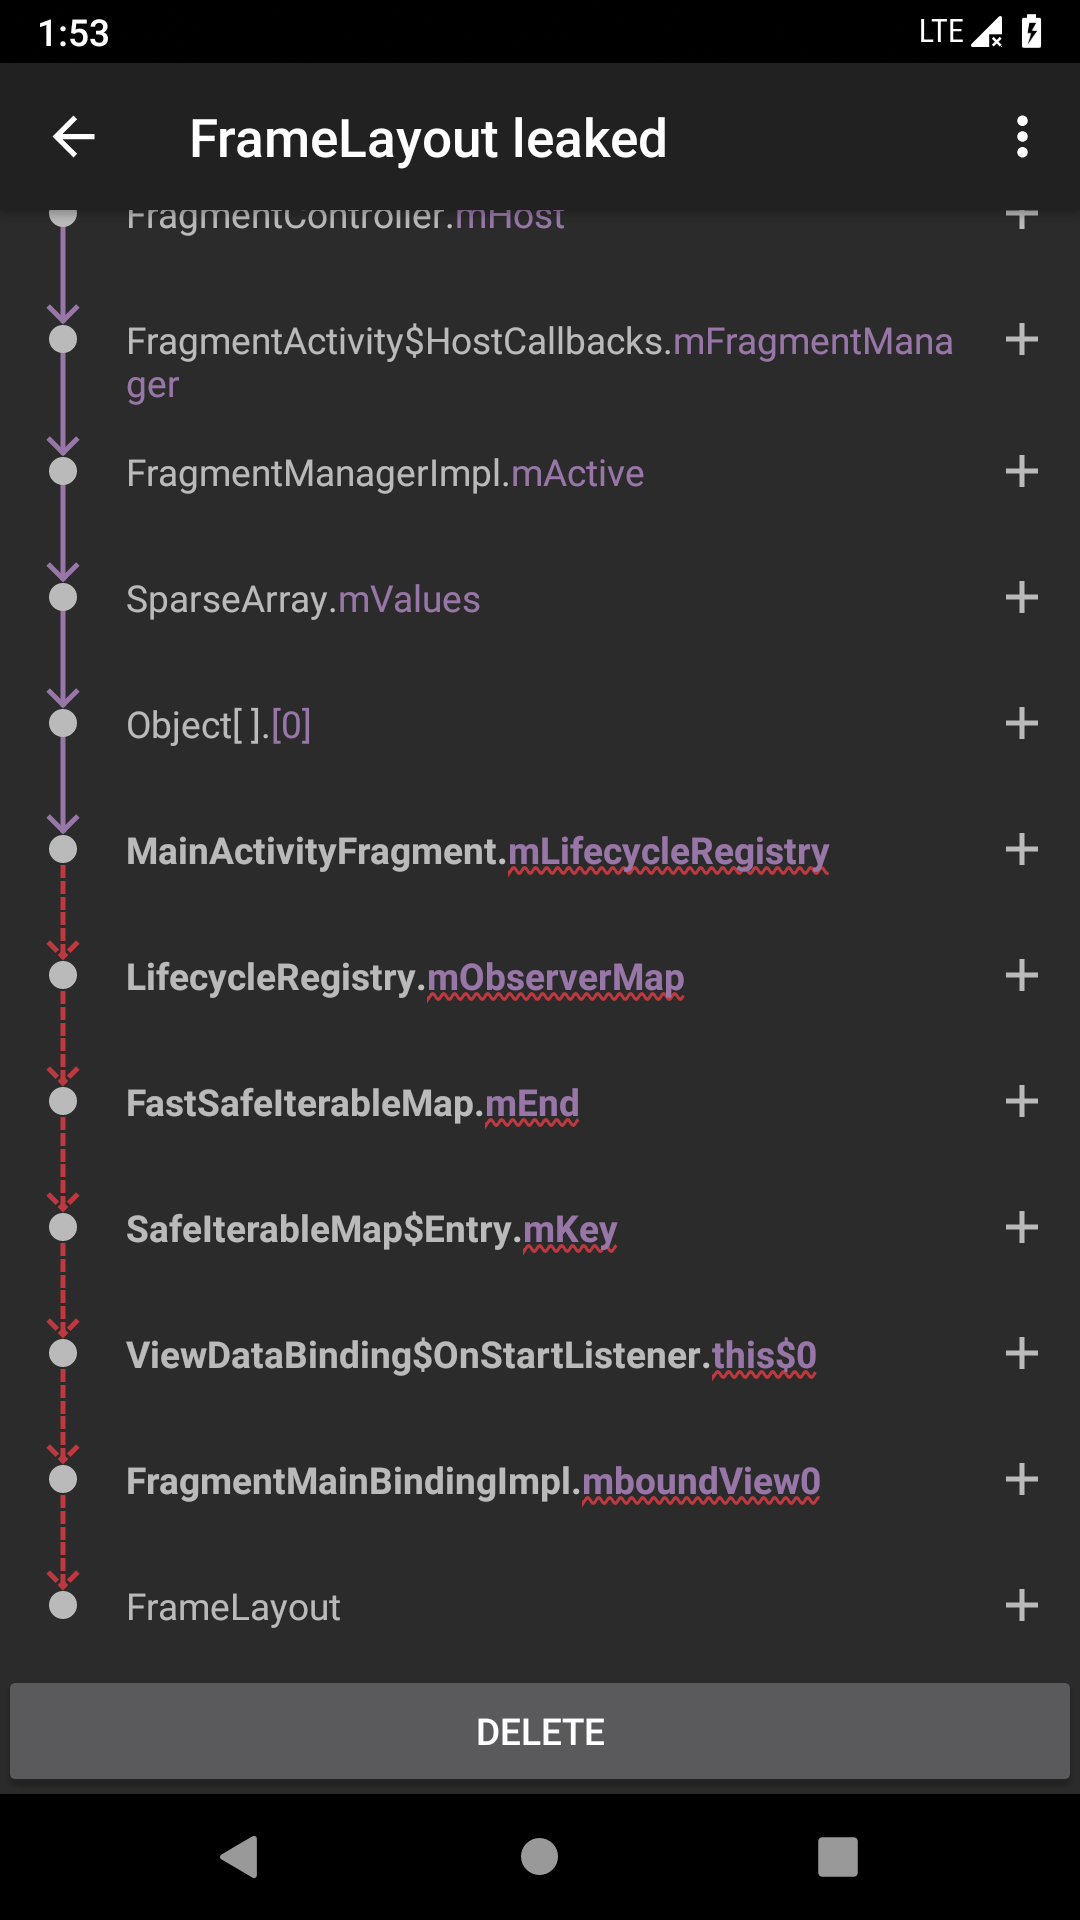 1:53
LTE
FrameLayout leaked
FragmentController.mHost
FragmentActivity$HostCallbacks.mFragmentMana
ger
FragmentManagerImpl.mActive
SparseArray.mValues
Object[ ].[0]
MainActivityFragment.mLifecycleRegistry
LifecycleRegistry.mObserverMap
FastSafeIterableMap.mEnd
SafeIterableMap$Entry.mKey
ViewDataBinding$OnStartListener.this$0
FragmentMainBindingImpl.mboundView0
FrameLayout
DELETE